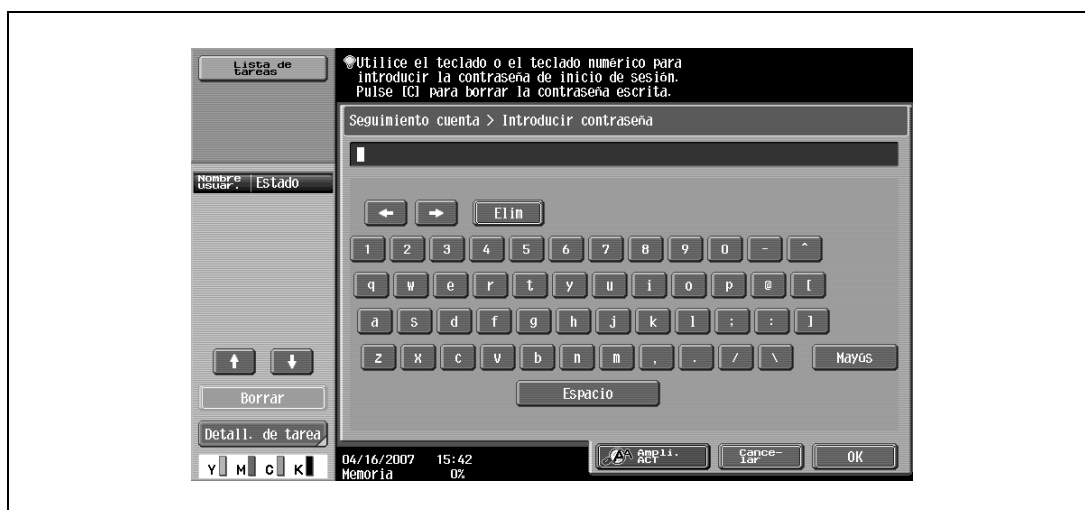 Lista de
tareas
Utilice el teclado o el teclado numérico para
introducir la contraseña de inicio de sesión.
Pulse [C] para borrar la contraseña escrita.
Seguimiento cuenta > Introducir contraseña
Nombre
usuar. Estado
Elim
1 2 3 4 5 6 7 8 9 0 - ^
q w e r t y u i o p @ [
a s d f g h j k l ; : ]
z x c v b n m , . / \ Mayús
Espacio
Borrar
Detall. de tarea
Y M C K
04/16/2007 15:42
Memoria 0%
Ampli.
ACT
Cance-
lar
OK